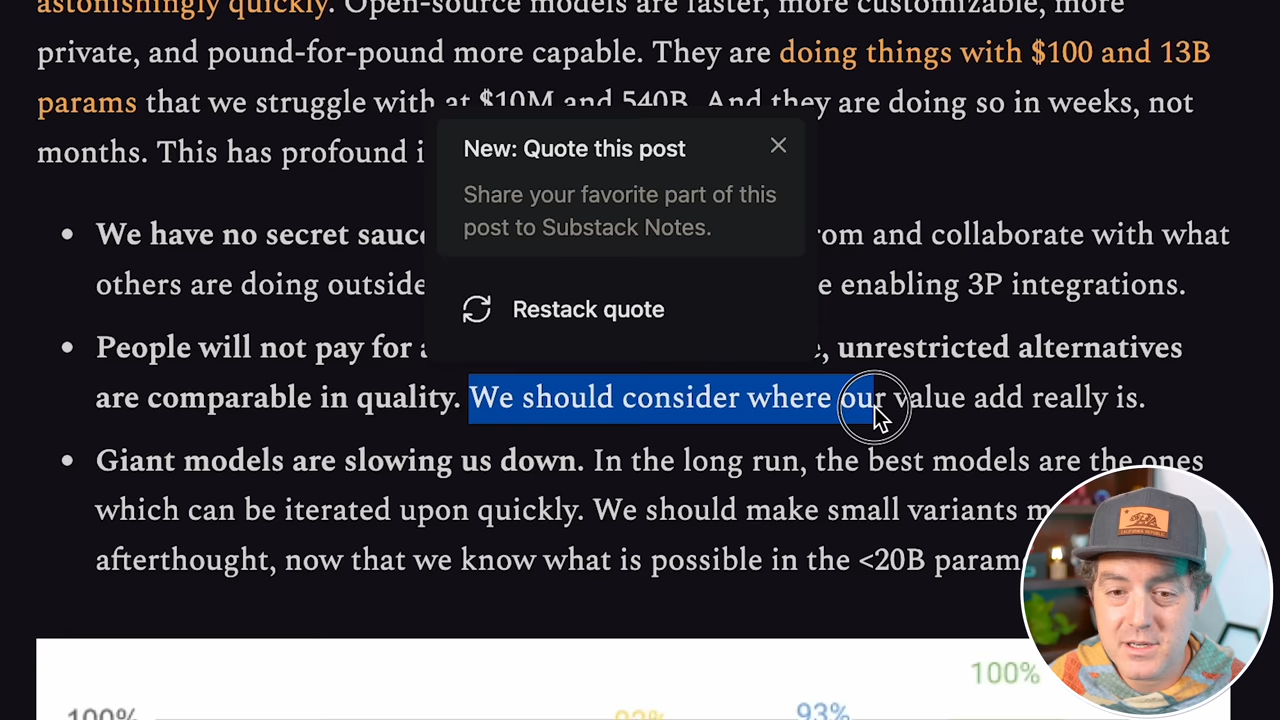 astonishingly quickly. Open-source models are faster, more customizable, more
private, and pound-for-pound more capable. They are doing things with $100 and 13B
params that we struggle with at $10M and 540B. And they are doing so in weeks, not
months. This has profound i
New: Quote this post
Share your favorite part of this
post to Substack Notes.
Restack quote
• We have no secret sauce rom and collaborate with what
others are doing outside e enabling 3P integrations.
• People will not pay for a e, unrestricted alternatives
are comparable in quality. We should consider where our value add really is.
• Giant models are slowing us down. In the long run, the best models are the ones
which can be iterated upon quickly. We should make small variants m
afterthought, now that we know what is possible in the <20B param
100%
100%
92%
93%
CALIFORNIA REPUBLIC